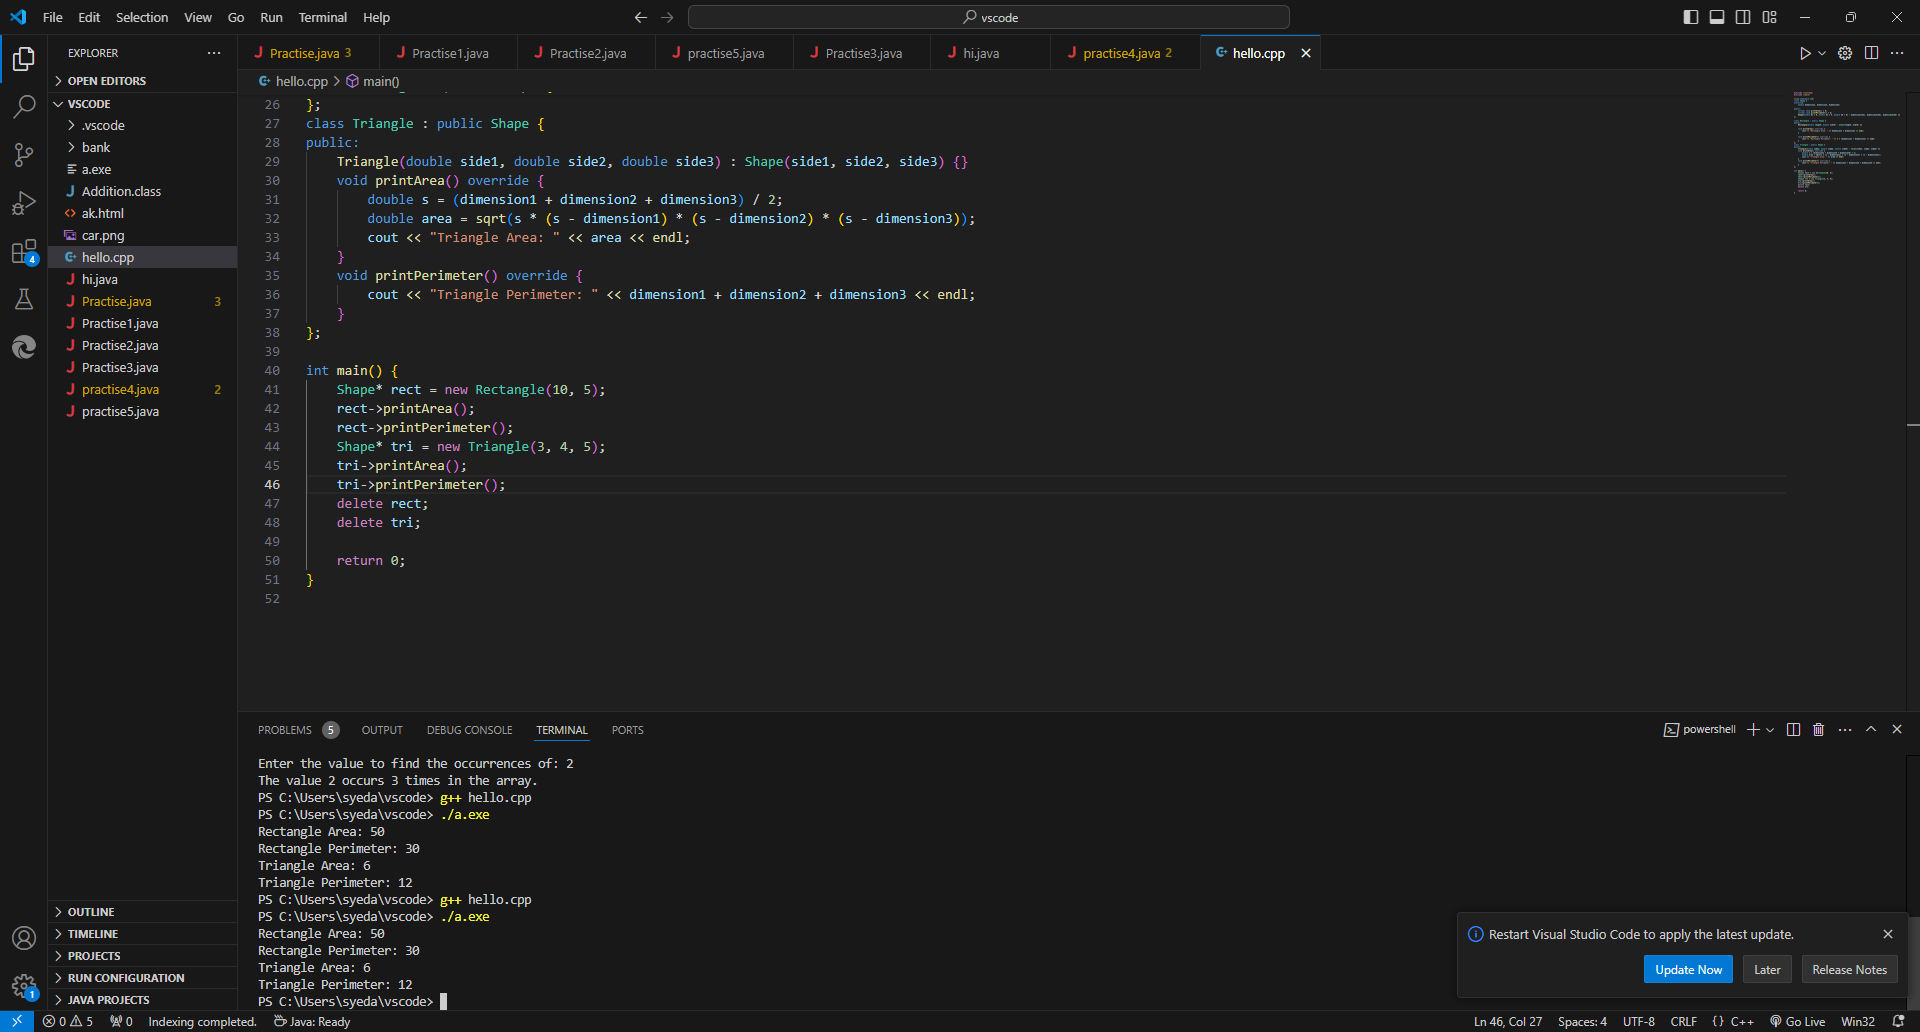 File Edit Selection View Go Run Terminal Help
vscode
EXPLORER
OPEN EDITORS
VSCODE
.vscode
bank
a.exe
Addition.class
ak.html
car.png
hello.cpp
hi.java
Practise.java 3
Practise1.java
Practise2.java
Practise3.java
practise4.java 2
practise5.java
OUTLINE
TIMELINE
PROJECTS
RUN CONFIGURATION
JAVA PROJECTS
4
1
Practise.java 3 Practise1.java Practise2.java practise5.java Practise3.java hi.java practise4.java 2 hello.cpp
hello.cpp > main()
26 };
27 class Triangle : public Shape {
28 public:
29 Triangle(double side1, double side2, double side3) : Shape(side1, side2, side3) {}
30 void printArea() override {
31 double s = (dimension1 + dimension2 + dimension3) / 2;
32 double area = sqrt(s * (s - dimension1) * (s - dimension2) * (s - dimension3));
33 cout << "Triangle Area: " << area << endl;
34 }
35 void printPerimeter() override {
36 cout << "Triangle Perimeter: " << dimension1 + dimension2 + dimension3 << endl;
37 }
38 };
39
40 int main() {
41 Shape* rect = new Rectangle(10, 5);
42 rect->printArea();
43 rect->printPerimeter();
44 Shape* tri = new Triangle(3, 4, 5);
45 tri->printArea();
46 tri->printPerimeter();
47 delete rect;
48 delete tri;
49
50 return 0;
51 }
52
PROBLEMS 5 OUTPUT DEBUG CONSOLE TERMINAL PORTS
powershell
Enter the value to find the occurrences of: 2
The value 2 occurs 3 times in the array.
PS C:\Users\syeda\vscode> g++ hello.cpp
PS C:\Users\syeda\vscode> ./a.exe
Rectangle Area: 50
Rectangle Perimeter: 30
Triangle Area: 6
Triangle Perimeter: 12
PS C:\Users\syeda\vscode> g++ hello.cpp
PS C:\Users\syeda\vscode> ./a.exe
Rectangle Area: 50
Rectangle Perimeter: 30
Triangle Area: 6
Triangle Perimeter: 12
PS C:\Users\syeda\vscode>
Restart Visual Studio Code to apply the latest update.
Update Now Later Release Notes
0 5 0 Indexing completed. Java: Ready
Ln 46, Col 27 Spaces: 4 UTF-8 CRLF {} C++ Go Live Win32